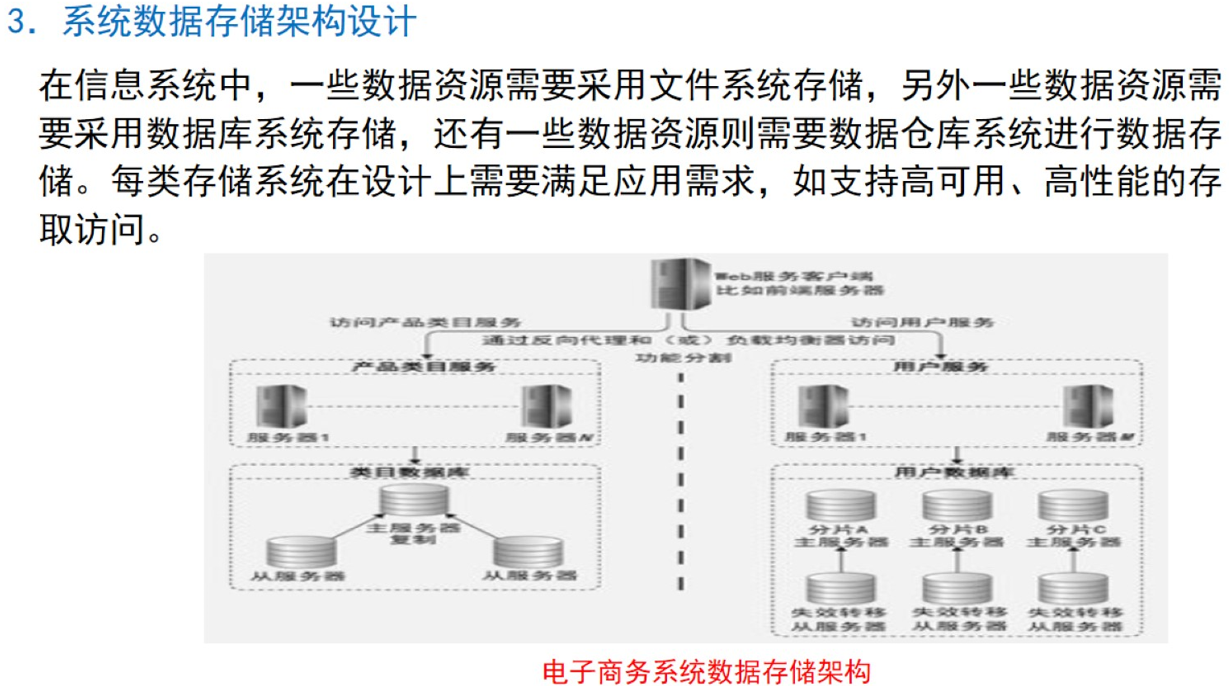 3. 系统数据存储架构设计
在信息系统中，一些数据资源需要采用文件系统存储，另外一些数据资源需
要采用数据库系统存储，还有一些数据资源则需要数据仓库系统进行数据存
储。每类存储系统在设计上需要满足应用需求，如支持高可用、高性能的存
取访问。
Web服务客户端
比如前端服务器
访问产品类目服务
访问用户服务
通过反向代理和（或）负载均衡器访问
功能分割
产品类目服务
服务器1
服务器N
类目数据库
主服务器
复制
从服务器
从服务器
用户服务
服务器1
服务器M
用户数据库
分片A
主服务器
分片B
主服务器
分片C
主服务器
失效转移
从服务器
失效转移
从服务器
失效转移
从服务器
电子商务系统数据存储架构